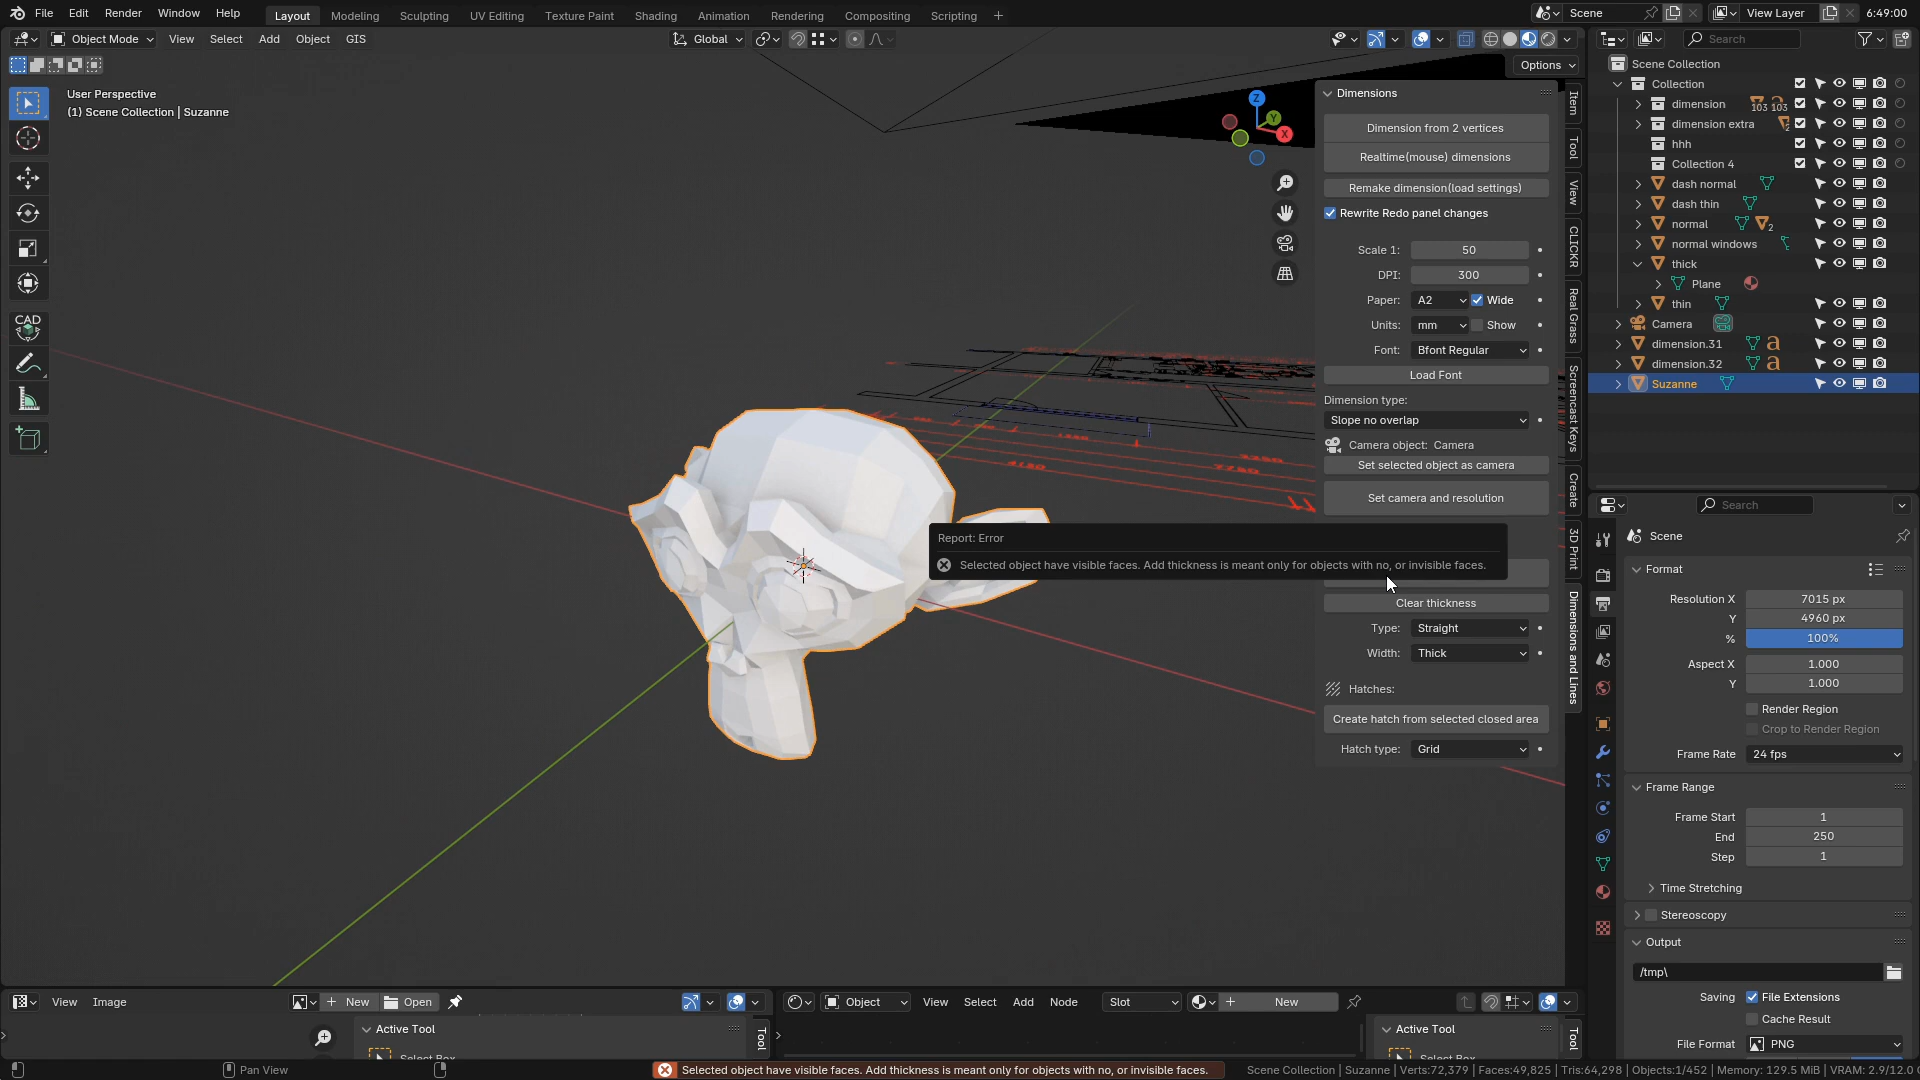 File Edit Render Window Help Layout Modeling Sculpting UV Editing Texture Paint Shading Animation Rendering Compositing Scripting + Scene View Layer 6:49:00
Object Mode View Select Add Object GIS Global Search
Options
User Perspective
(1) Scene Collection | Suzanne
CAD
Z
Y
X
Dimensions
Dimension from 2 vertices
Realtime(mouse) dimensions
Remake dimension(load settings)
Rewrite Redo panel changes
Scale 1: 50
DPI: 300
Paper: A2 Wide
Units: mm Show
Font: Bfont Regular
Load Font
Dimension type:
Slope no overlap
Camera object: Camera
Set selected object as camera
Set camera and resolution
Report: Error
Selected object have visible faces. Add thickness is meant only for objects with no, or invisible faces.
Clear thickness
Type: Straight
Width: Thick
Hatches:
Create hatch from selected closed area
Hatch type: Grid
Item
Tool
View
CLICKR
Real Grass
Screencast Keys
Create
3D Print
Dimensions and Lines
Scene Collection
Collection
dimension 103 103
dimension extra 2
hhh
Collection 4
dash normal
dash thin
normal 2
normal windows
thick
Plane
thin
Camera
dimension.31
dimension.32
Suzanne
Search
Scene
Format
Resolution X 7015 px
Y 4960 px
% 100%
Aspect X 1.000
Y 1.000
Render Region
Crop to Render Region
Frame Rate 24 fps
Frame Range
Frame Start 1
End 250
Step 1
Time Stretching
Stereoscopy
Output
/tmp\
Saving File Extensions
Cache Result
File Format PNG
View Image + New Open
Active Tool
Select Box
Tool
Object View Select Add Node Slot + New
Active Tool
Select Box
Tool
Pan View Selected object have visible faces. Add thickness is meant only for objects with no, or invisible faces. Scene Collection | Suzanne | Verts:72,379 | Faces:49,825 | Tris:64,298 | Objects:1/452 | Memory: 129.5 MiB | VRAM: 2.9/12.0